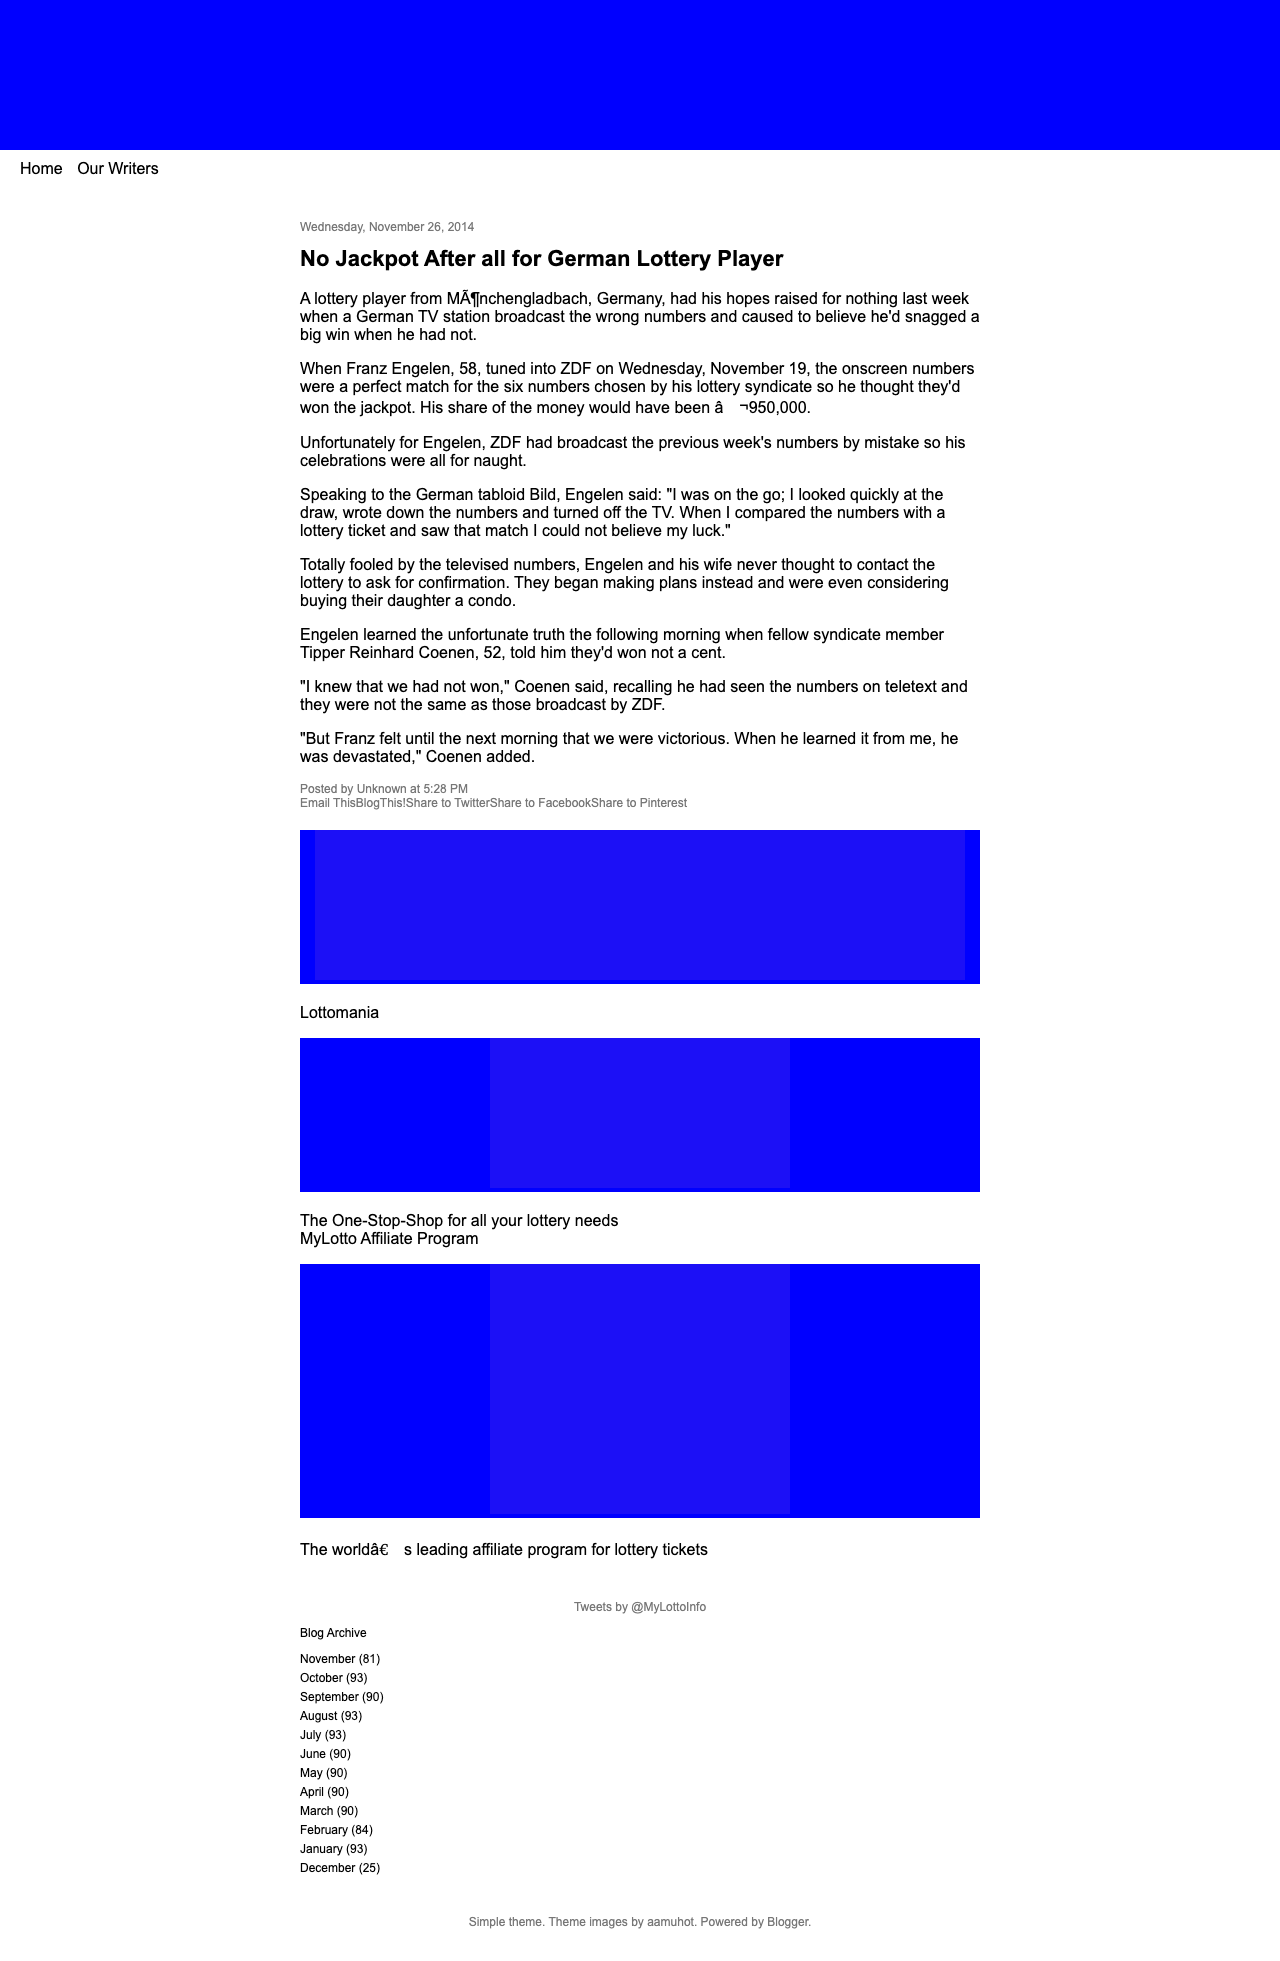 Home Our Writers
Wednesday, November 26, 2014
No Jackpot After all for German Lottery Player
A lottery player from MÃ¶nchengladbach, Germany, had his hopes raised for nothing last week
when a German TV station broadcast the wrong numbers and caused to believe he'd snagged a
big win when he had not.
When Franz Engelen, 58, tuned into ZDF on Wednesday, November 19, the onscreen numbers
were a perfect match for the six numbers chosen by his lottery syndicate so he thought they'd
won the jackpot. His share of the money would have been â ¬950,000.
Unfortunately for Engelen, ZDF had broadcast the previous week's numbers by mistake so his
celebrations were all for naught.
Speaking to the German tabloid Bild, Engelen said: "I was on the go; I looked quickly at the
draw, wrote down the numbers and turned off the TV. When I compared the numbers with a
lottery ticket and saw that match I could not believe my luck."
Totally fooled by the televised numbers, Engelen and his wife never thought to contact the
lottery to ask for confirmation. They began making plans instead and were even considering
buying their daughter a condo.
Engelen learned the unfortunate truth the following morning when fellow syndicate member
Tipper Reinhard Coenen, 52, told him they'd won not a cent.
"I knew that we had not won," Coenen said, recalling he had seen the numbers on teletext and
they were not the same as those broadcast by ZDF.
"But Franz felt until the next morning that we were victorious. When he learned it from me, he
was devastated," Coenen added.
Posted by Unknown at 5:28 PM
Email ThisBlogThis!Share to TwitterShare to FacebookShare to Pinterest
Lottomania
The One-Stop-Shop for all your lottery needs
MyLotto Affiliate Program
The worldâ€ s leading affiliate program for lottery tickets
Tweets by @MyLottoInfo
Blog Archive
November (81)
October (93)
September (90)
August (93)
July (93)
June (90)
May (90)
April (90)
March (90)
February (84)
January (93)
December (25)
Simple theme. Theme images by aamuhot. Powered by Blogger.